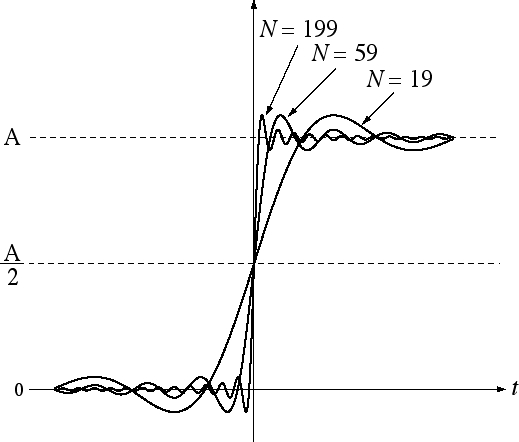 N = 199
N = 59
N = 19
A
A
2
0
t